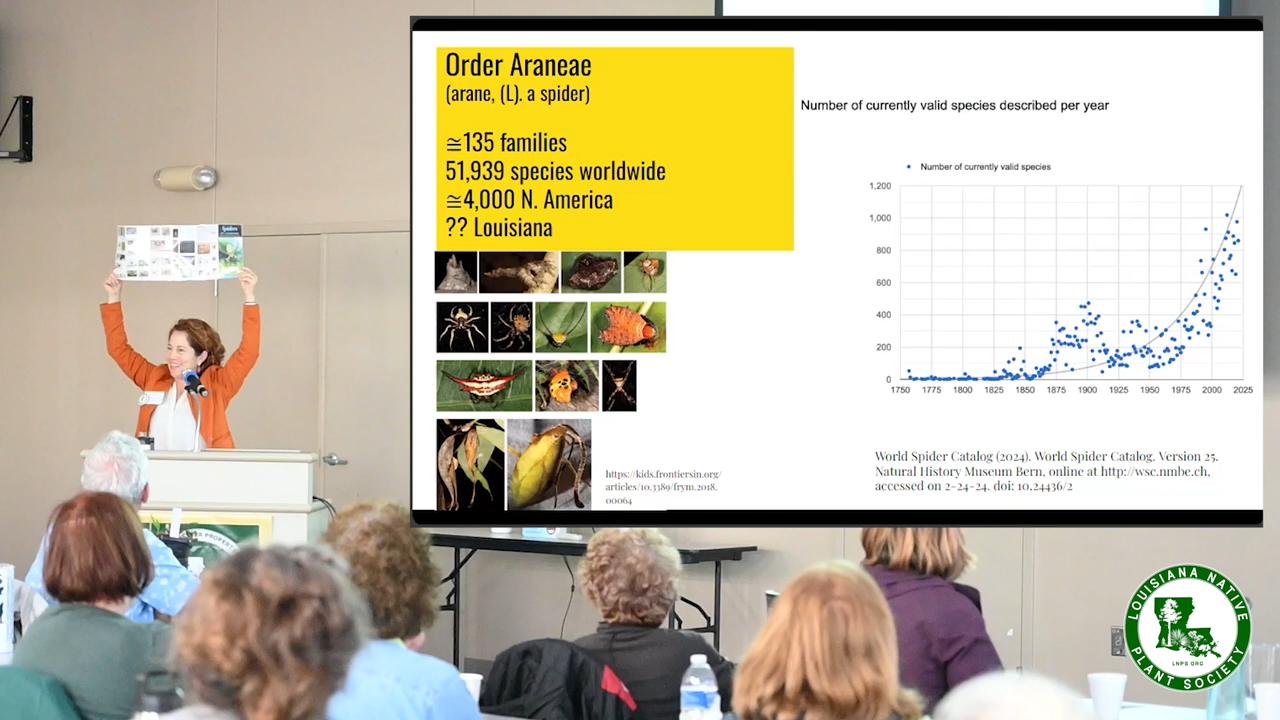 Order Araneae
(arane, (L). a spider)
≅135 families
51,939 species worldwide
≅4,000 N. America
?? Louisiana
https://kids.frontiersin.org/
articles/10.3389/frym.2018.
00064
Number of currently valid species described per year
Number of currently valid species
1,200
1,000
800
600
400
200
0
1750 1775 1800 1825 1850 1875 1900 1925 1950 1975 2000 2025
World Spider Catalog (2024). World Spider Catalog. Version 25.
Natural History Museum Bern, online at http://wsc.nmbe.ch,
accessed on 2-24-24. doi: 10.24436/2
Spiders
LOUISIANA NATIVE
PLANT SOCIETY
LNPS.ORG